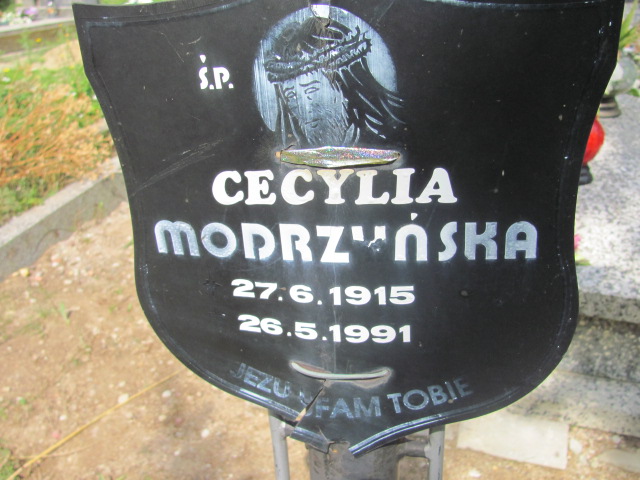 Ś.P.
CECYLIA
MODRZYŃSKA
27.6.1915
26.5.1991
JEZU UFAM TOBIE